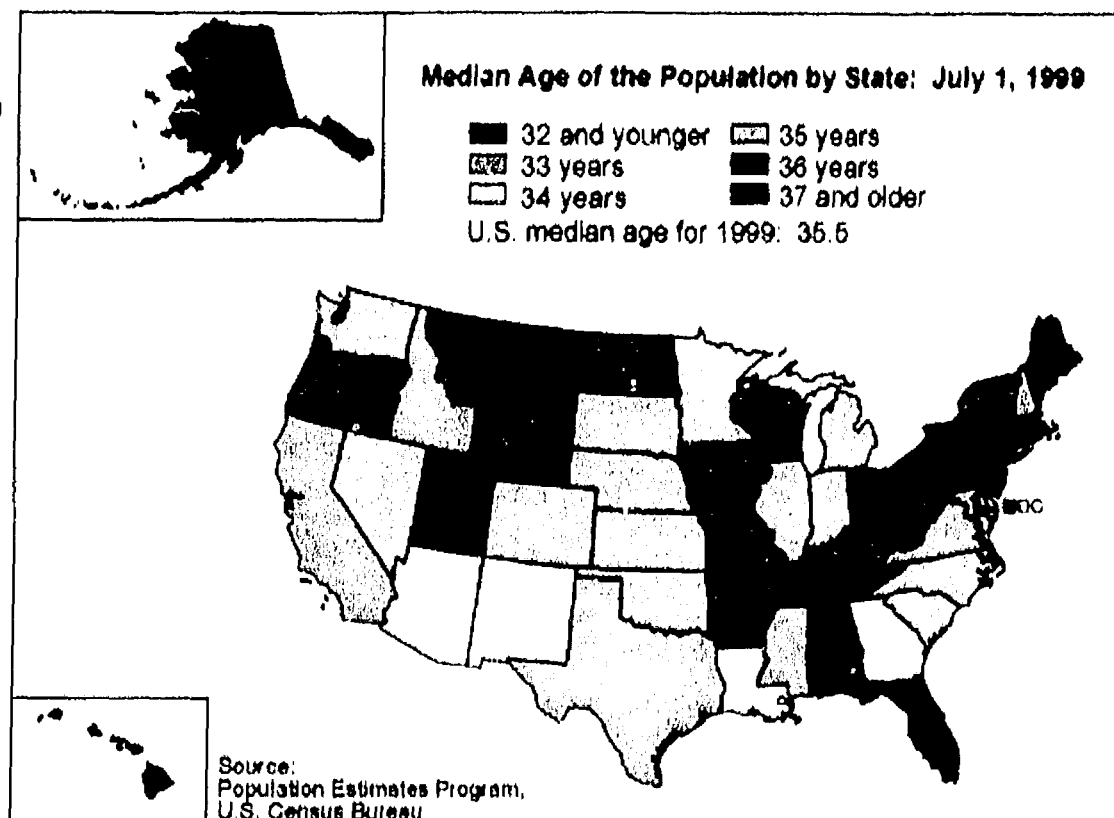 Median Age of the Population by State: July 1, 1999
32 and younger
33 years
34 years
35 years
36 years
37 and older
U.S. median age for 1999: 35.5
DC
Source:
Population Estimates Program,
U.S. Census Bureau